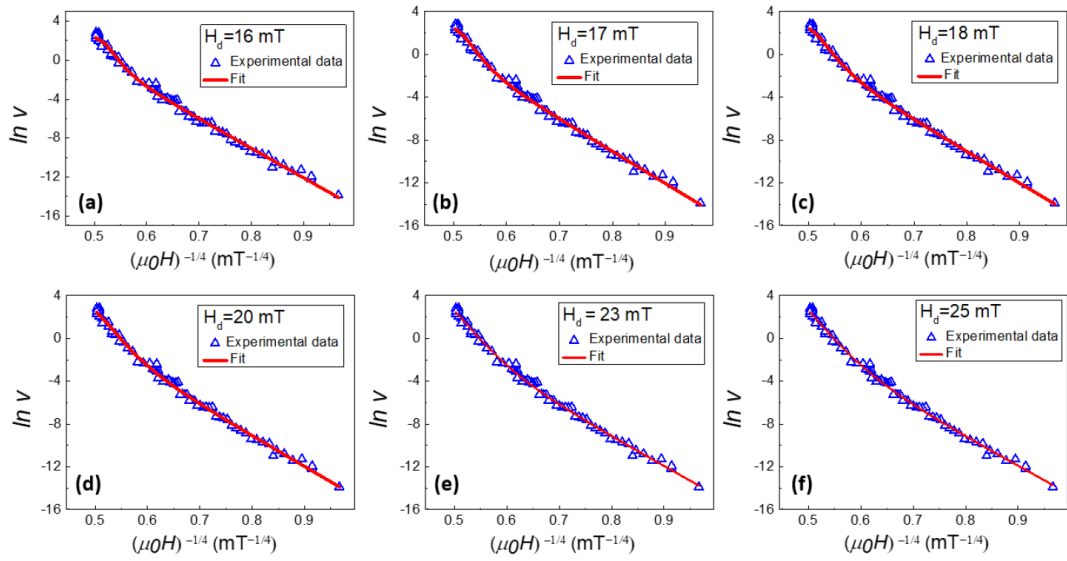 H_d=16 mT
Experimental data
Fit
4
0
-4
-8
-12
-16
ln v
(a)
0.5 0.6 0.7 0.8 0.9
(μ0H) ^−1/4 (mT^−1/4)
H_d=17 mT
Experimental data
Fit
4
0
-4
-8
-12
-16
ln v
(b)
0.5 0.6 0.7 0.8 0.9
(μ0H) ^−1/4 (mT^−1/4)
H_d=18 mT
Experimental data
Fit
4
0
-4
-8
-12
-16
ln v
(c)
0.5 0.6 0.7 0.8 0.9
(μ0H) ^−1/4 (mT^−1/4)
H_d=20 mT
Experimental data
Fit
4
0
-4
-8
-12
-16
ln v
(d)
0.5 0.6 0.7 0.8 0.9
(μ0H) ^−1/4 (mT^−1/4)
H_d= 23 mT
Experimental data
Fit
4
0
-4
-8
-12
-16
ln v
(e)
0.5 0.6 0.7 0.8 0.9
(μ0H) ^−1/4 (mT^−1/4)
H_d=25 mT
Experimental data
Fit
4
0
-4
-8
-12
-16
ln v
(f)
0.5 0.6 0.7 0.8 0.9
(μ0H) ^−1/4 (mT^−1/4)